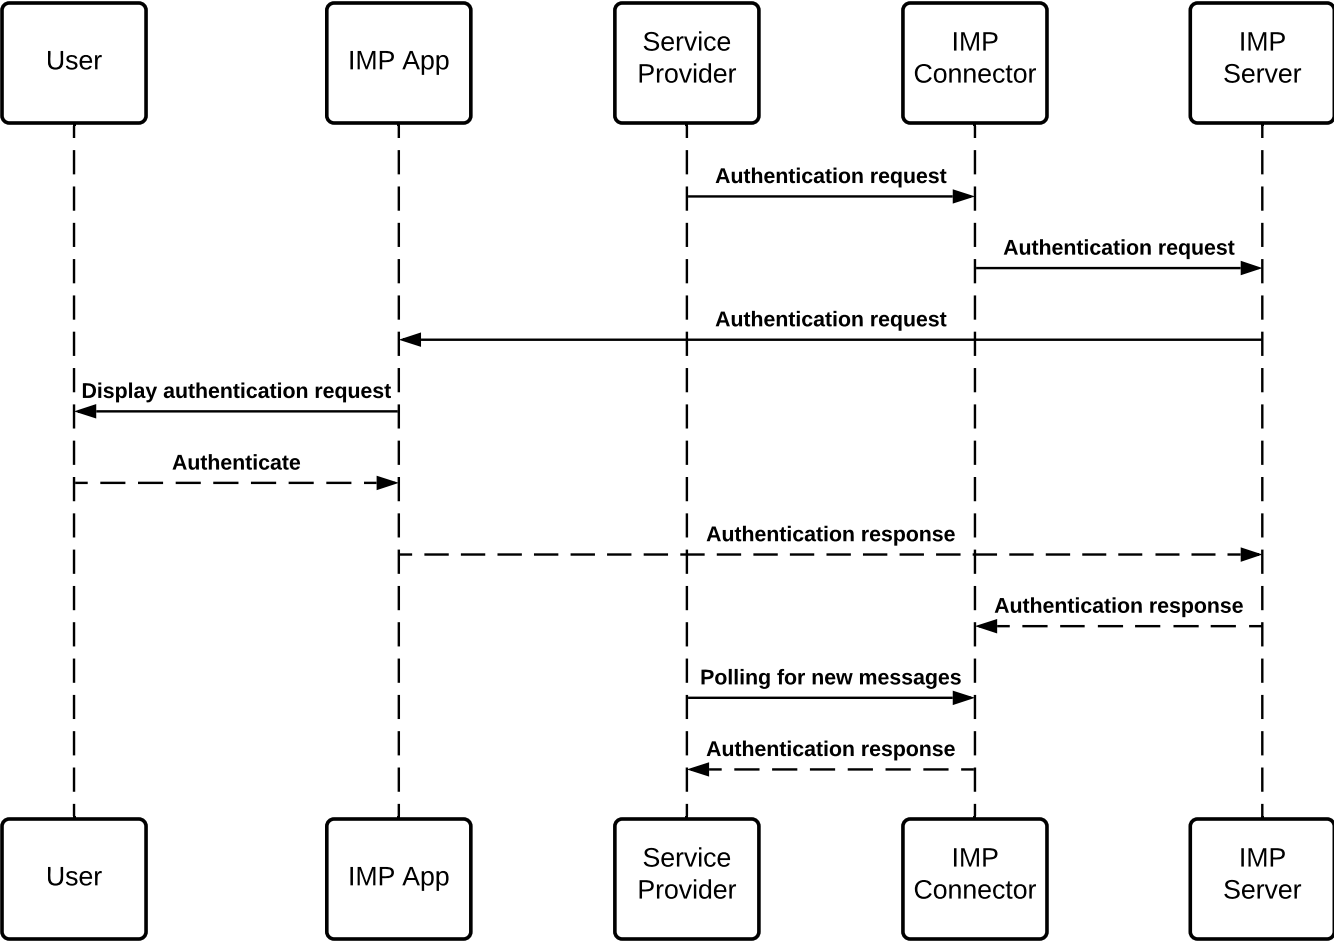 User
IMP App
Service
Provider
IMP
Connector
IMP
Server
Authentication request
Authentication request
Authentication request
Display authentication request
Authenticate
Authentication response
Authentication response
Polling for new messages
Authentication response
User
IMP App
Service
Provider
IMP
Connector
IMP
Server